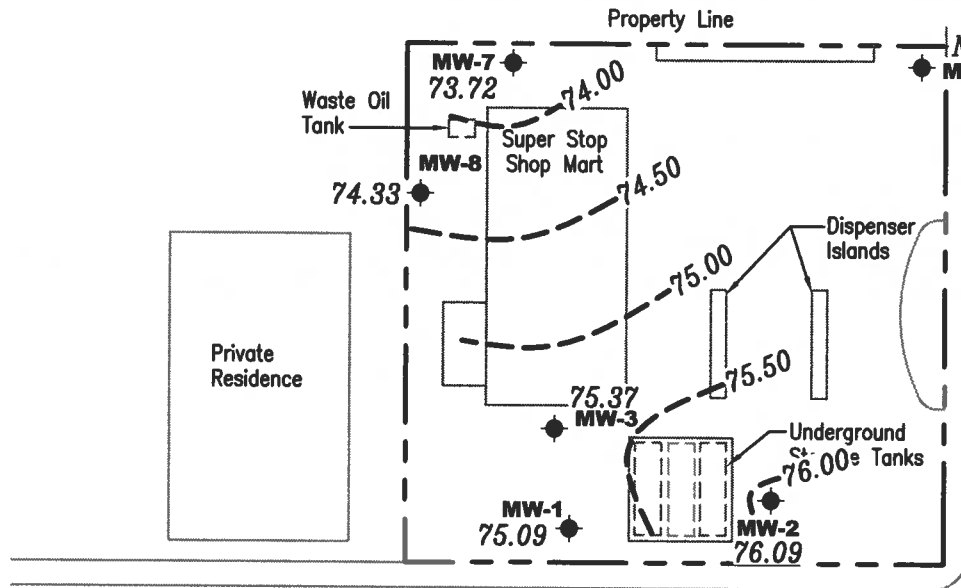 Property Line
MW-7
73.72
74.00
Waste Oil
Tank
Super Stop
Shop Mart
MW-8
74.33
74.50
Dispenser
Islands
75.00
Private
Residence
75.50
75.37
MW-3
Underground
Tanks
76.00
MW-1
75.09
MW-2
76.09